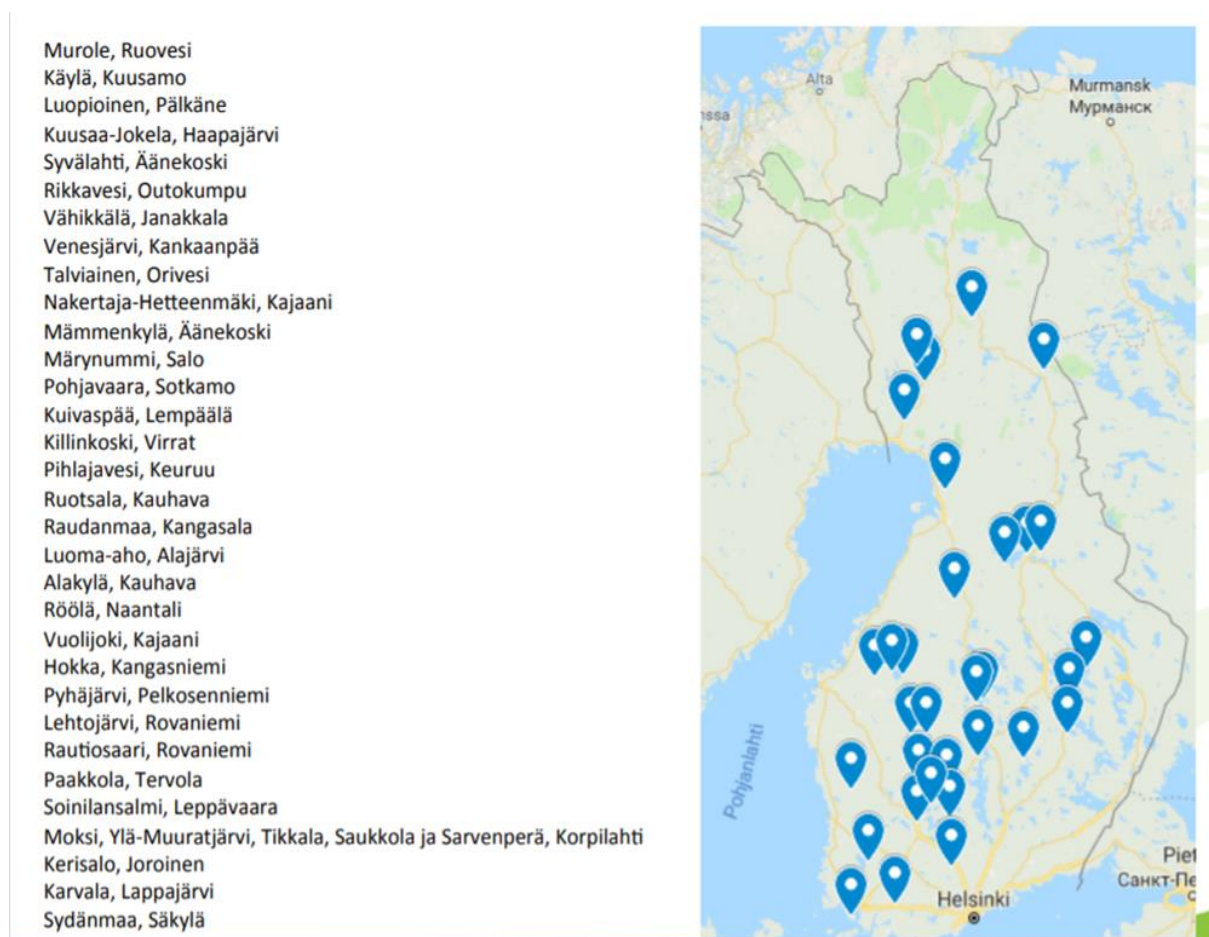 Murole, Ruovesi
Käylä, Kuusamo
Luopioinen, Pälkäne
Kuusaa-Jokela, Haapajärvi
Syvälahti, Äänekoski
Rikkavesi, Outokumpu
Vähikkälä, Janakkala
Venesjärvi, Kankaanpää
Talviainen, Orivesi
Nakertaja-Hetteenmäki, Kajaani
Mämmenkylä, Äänekoski
Märynummi, Salo
Pohjavaara, Sotkamo
Kuivaspää, Lempäälä
Killinkoski, Virrat
Pihlajavesi, Keuruu
Ruotsala, Kauhava
Raudanmaa, Kangasala
Luoma-aho, Alajärvi
Alakylä, Kauhava
Röölä, Naantali
Vuolijoki, Kajaani
Hokka, Kangasniemi
Pyhäjärvi, Pelkosenniemi
Lehtojärvi, Rovaniemi
Rautiosaari, Rovaniemi
Paakkola, Tervola
Soinilansalmi, Leppävaara
Moksi, Ylä-Muuratjärvi, Tikkala, Saukkola ja Sarvenperä, Korpilahti
Kerisalo, Joroinen
Karvala, Lappajärvi
Sydänmaa, Säkylä
Alta
Murmansk
Мурманск
ssa
Pohjanlahti
Piet
Санкт-Пе
Helsinki